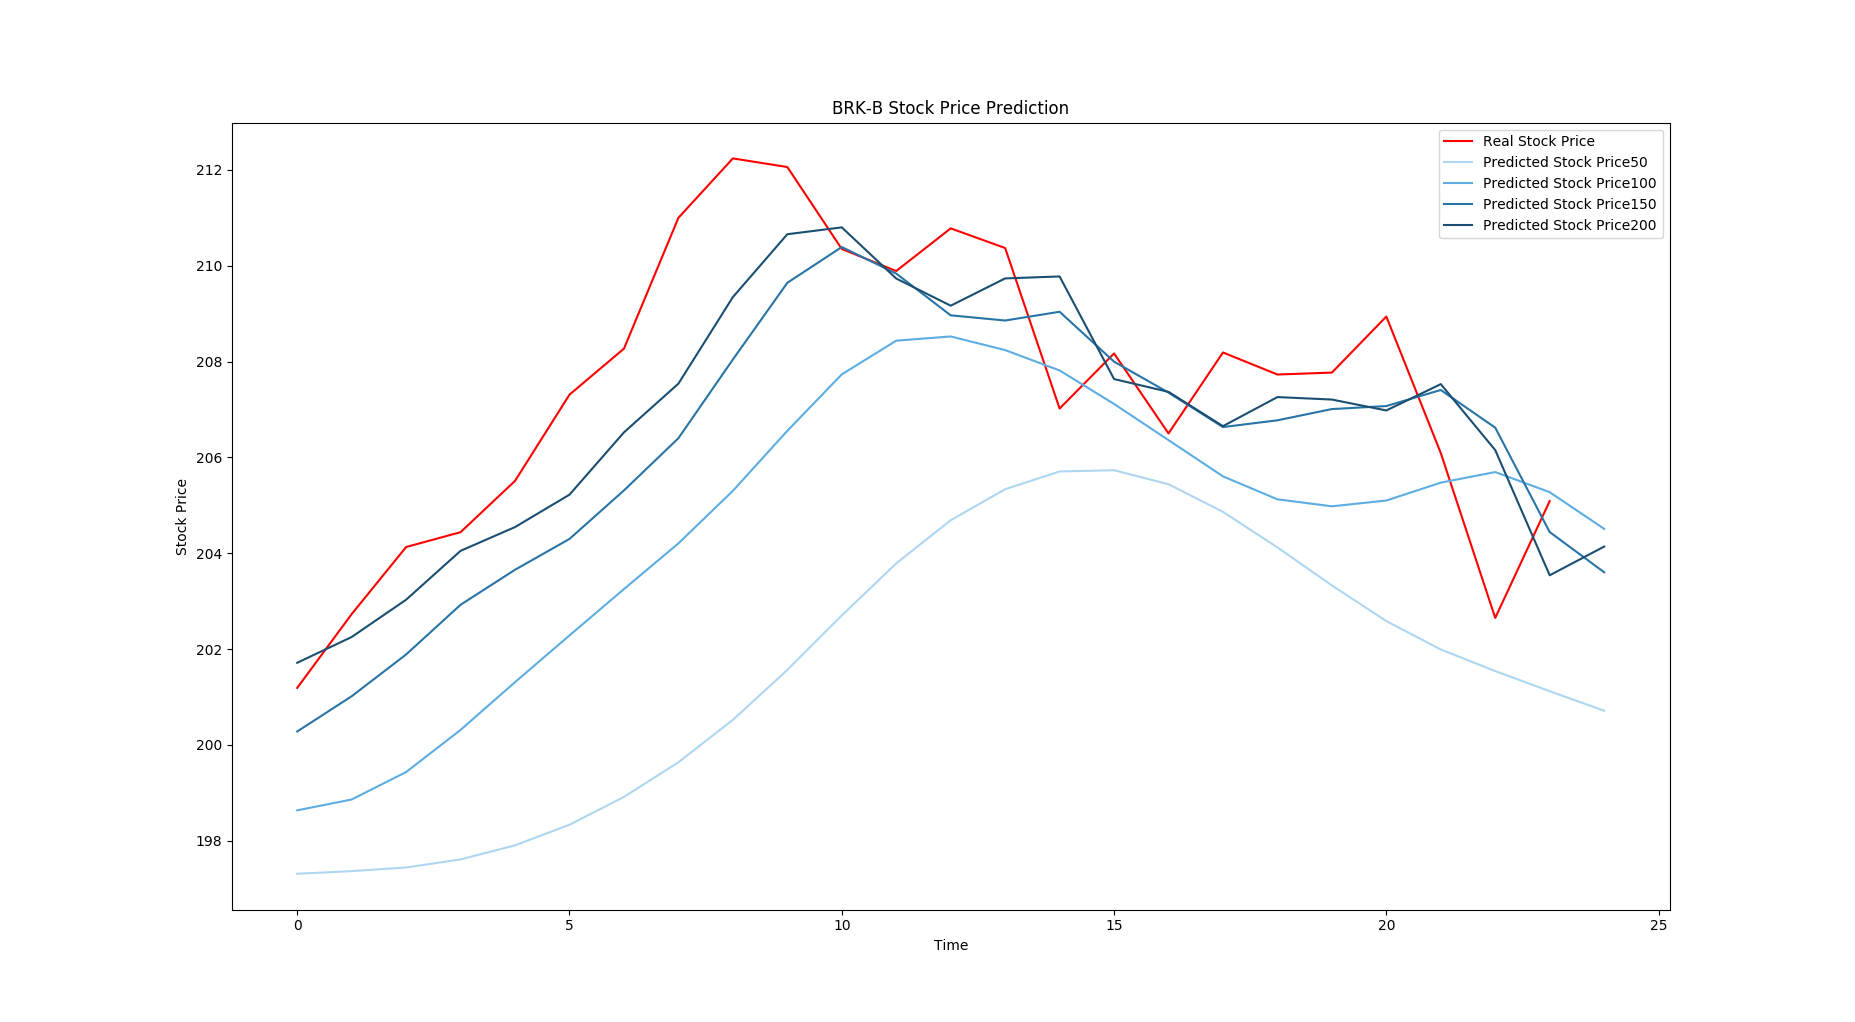 BRK-B Stock Price Prediction
Real Stock Price
Predicted Stock Price50
Predicted Stock Price100
Predicted Stock Price150
Predicted Stock Price200
212
210
208
206
204
202
200
198
Stock Price
0 5 10 15 20 25
Time